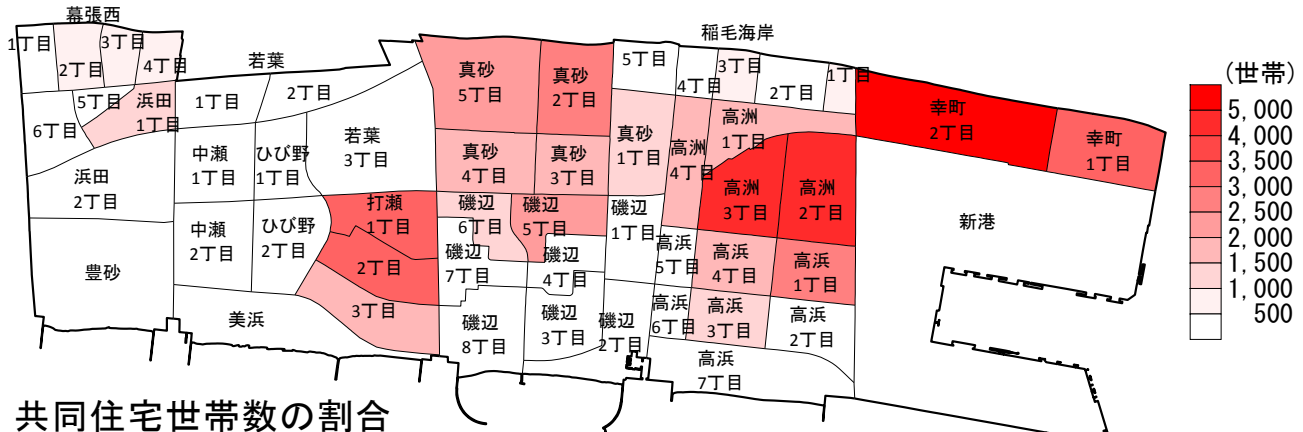 幕張西
1丁目
2丁目
3丁目
4丁目
5丁目
6丁目
浜田
1丁目
浜田
2丁目
豊砂
若葉
1丁目
2丁目
若葉
3丁目
中瀬
1丁目
中瀬
2丁目
ひび野
1丁目
ひび野
2丁目
美浜
打瀬
1丁目
2丁目
3丁目
真砂
5丁目
真砂
2丁目
真砂
4丁目
真砂
3丁目
真砂
1丁目
磯辺
6丁目
磯辺
5丁目
磯辺
1丁目
磯辺
7丁目
磯辺
4丁目
磯辺
8丁目
磯辺
3丁目
磯辺
2丁目
稲毛海岸
5丁目
4丁目
3丁目
2丁目
1丁目
高洲
1丁目
高洲
4丁目
高洲
3丁目
高洲
2丁目
高浜
5丁目
高浜
4丁目
高浜
1丁目
高浜
6丁目
高浜
3丁目
高浜
2丁目
高浜
7丁目
幸町
2丁目
幸町
1丁目
新港
(世帯)
5,000
4,000
3,500
3,000
2,500
2,000
1,500
1,000
500
共同住宅世帯数の割合